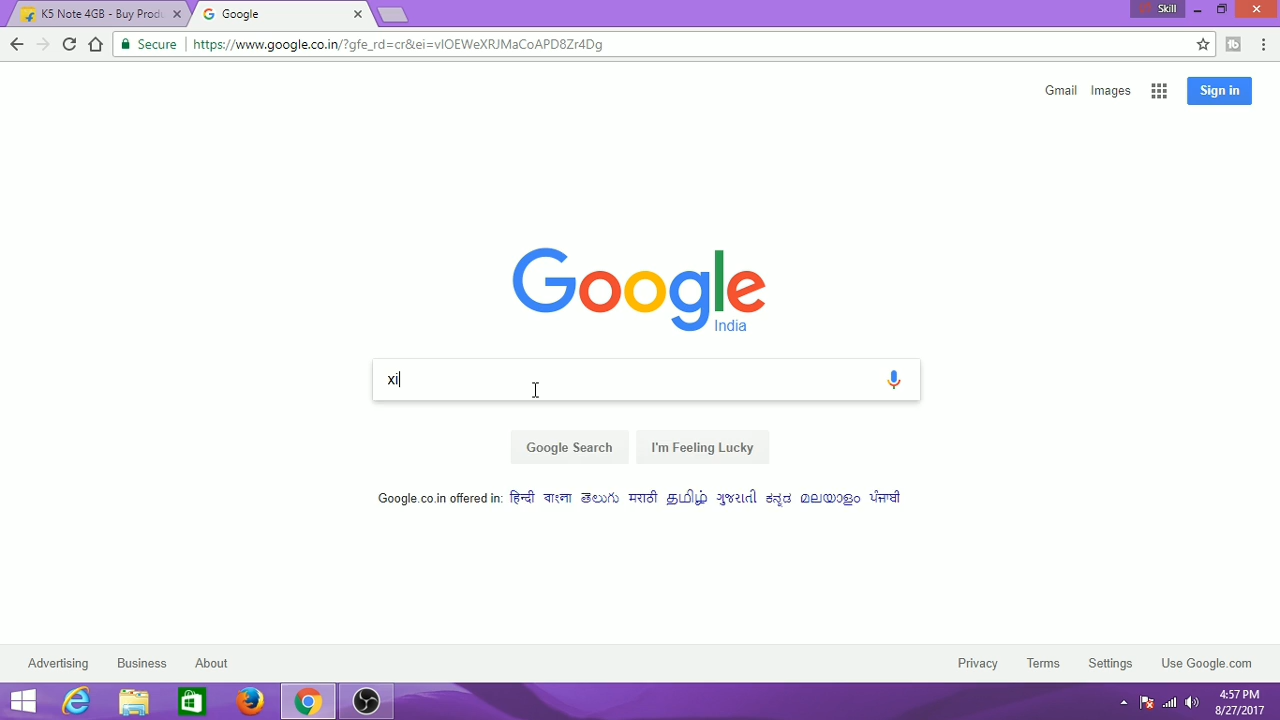 K5 Note 4GB - Buy Produ
Google
Skill
Secure
https://www.google.co.in/?gfe_rd=cr&ei=vIOEWeXRJMaCoAPD8Zr4Dg
Gmail Images
Sign in
Google
India
xi
Google Search I'm Feeling Lucky
Google.co.in offered in: हिन्दी বাংলা తెలుగు मराठी தமிழ் ગુજરાતી ಕನ್ನಡ മലയാളം ਪੰਜਾਬੀ
Advertising Business About Privacy Terms Settings Use Google.com
4:57 PM
8/27/2017